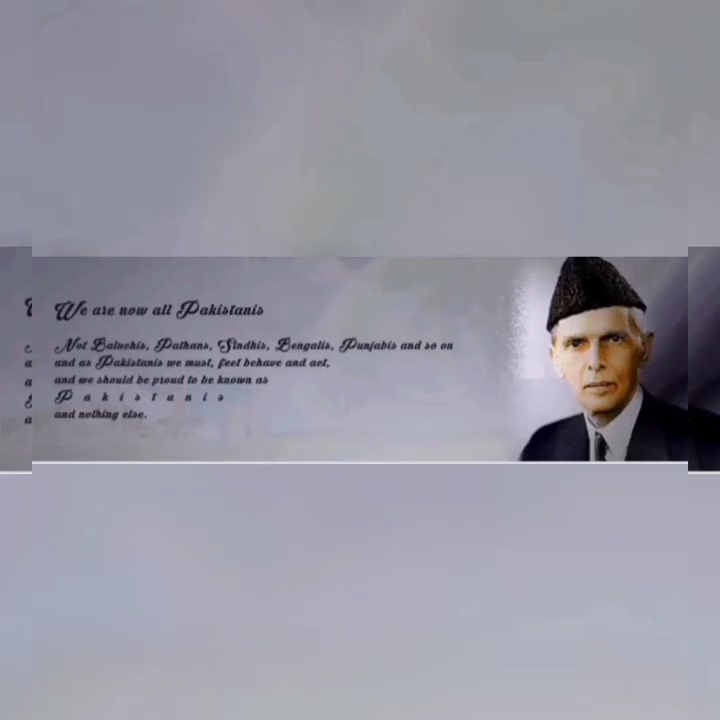 We are now all Pakistanis
Not Baluchis, Pathans, Sindhis, Bengalis, Punjabis and so on
and as Pakistanis we must, feel behave and act,
and we should be proud to be known as
P a k i s t a n i s
and nothing else.